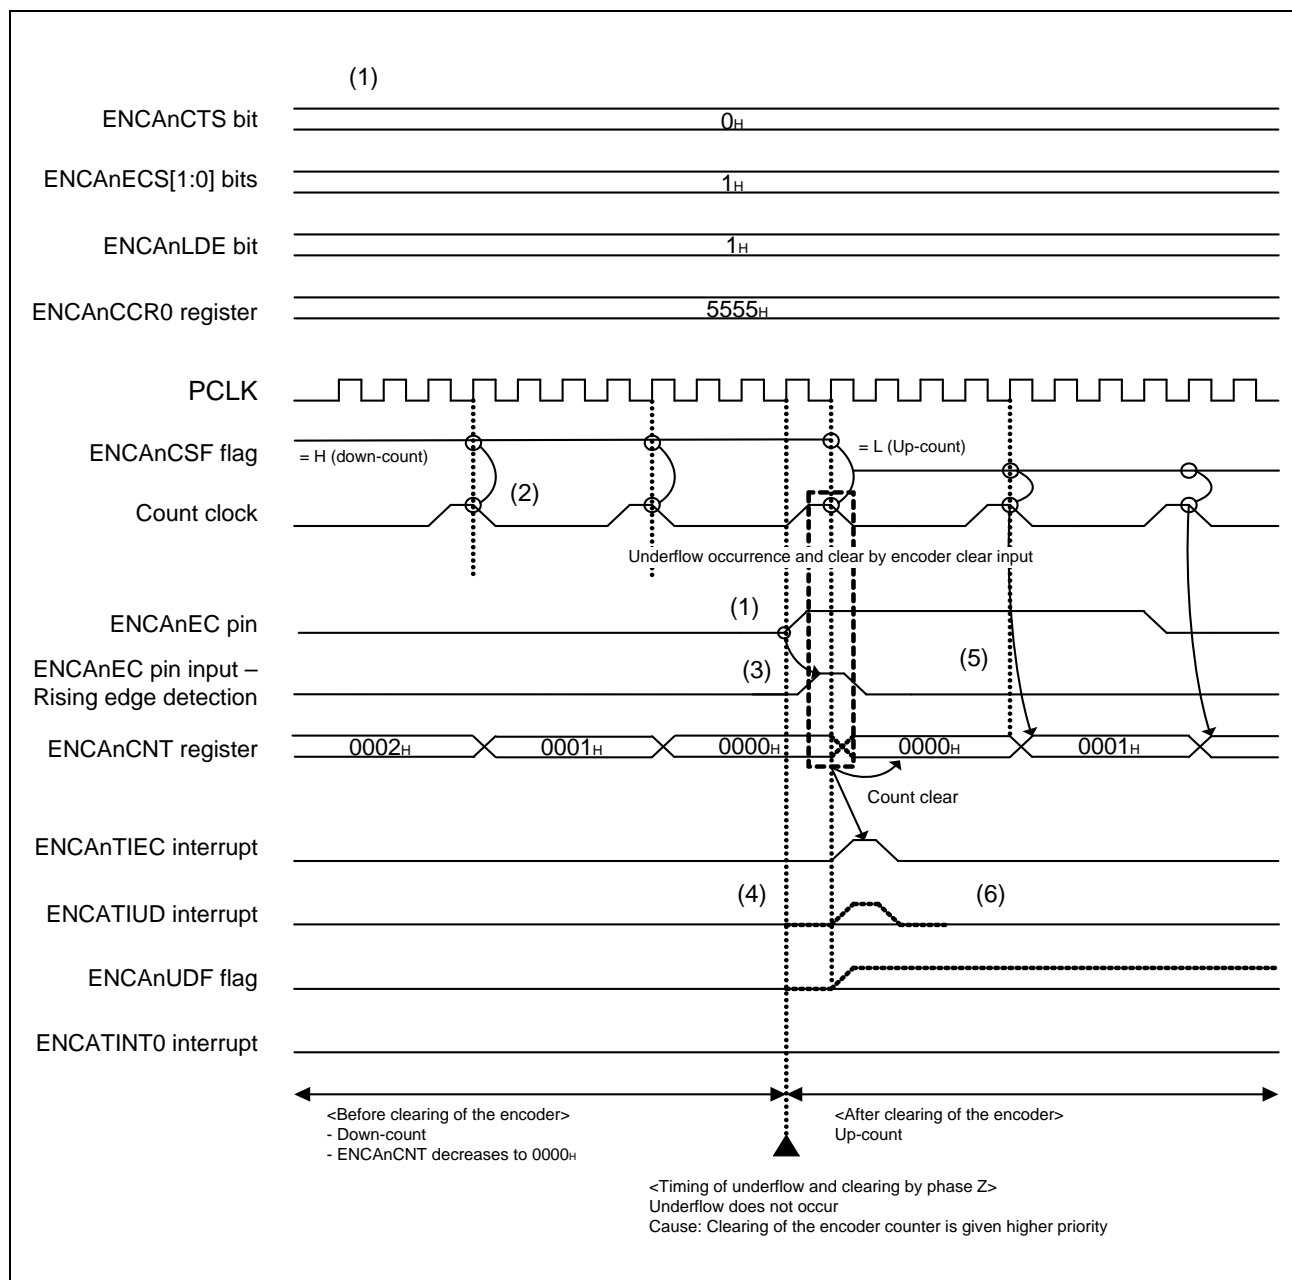 (1)
ENCAnCTS bit
0H
ENCAnECS[1:0] bits
1H
ENCAnLDE bit
1H
ENCAnCCR0 register
5555H
PCLK
ENCAnCSF flag
= H (down-count)
= L (Up-count)
(2)
Count clock
Underflow occurrence and clear by encoder clear input
(1)
ENCAnEC pin
ENCAnEC pin input –
Rising edge detection
(3)
(5)
ENCAnCNT register
0002H
0001H
0000H
0000H
0001H
Count clear
ENCAnTIEC interrupt
(4)
(6)
ENCATIUD interrupt
ENCAnUDF flag
ENCATINT0 interrupt
<Before clearing of the encoder>
- Down-count
- ENCAnCNT decreases to 0000H
<After clearing of the encoder>
Up-count
<Timing of underflow and clearing by phase Z>
Underflow does not occur
Cause: Clearing of the encoder counter is given higher priority